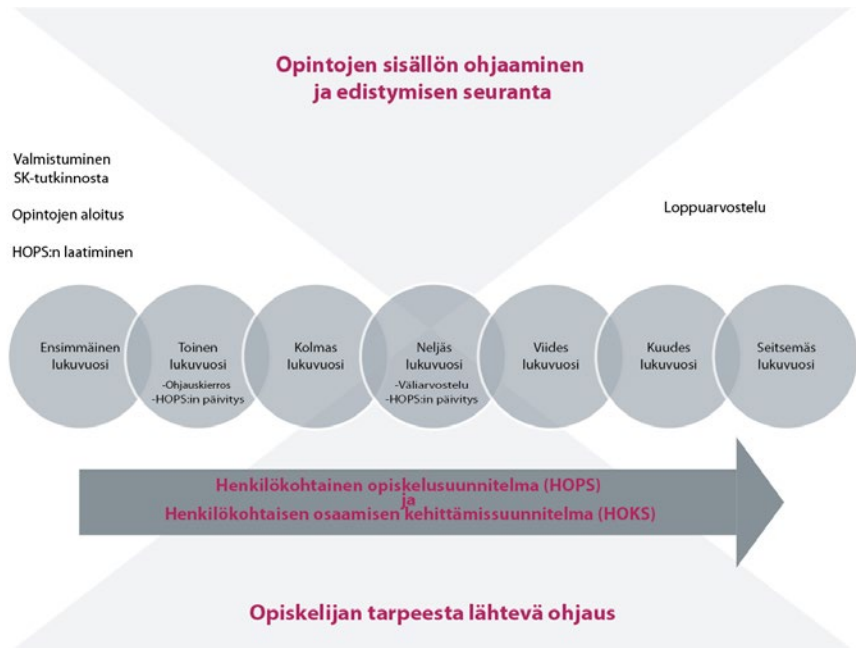 Opintojen sisällön ohjaaminen
ja edistymisen seuranta
Valmistuminen
SK-tutkinnosta
Opintojen aloitus
HOPS:n laatiminen
Loppuarvostelu
Ensimmäinen
lukuvuosi
Toinen
lukuvuosi
-Ohjauskierros
-HOPS:in päivitys
Kolmas
lukuvuosi
Neljäs
lukuvuosi
-Väliarvostelu
-HOPS:in päivitys
Viides
lukuvuosi
Kuudes
lukuvuosi
Seitsemäs
lukuvuosi
Henkilökohtainen opiskelusuunnitelma (HOPS)
ja
Henkilökohtaisen osaamisen kehittämissuunnitelma (HOKS)
Opiskelijan tarpeesta lähtevä ohjaus